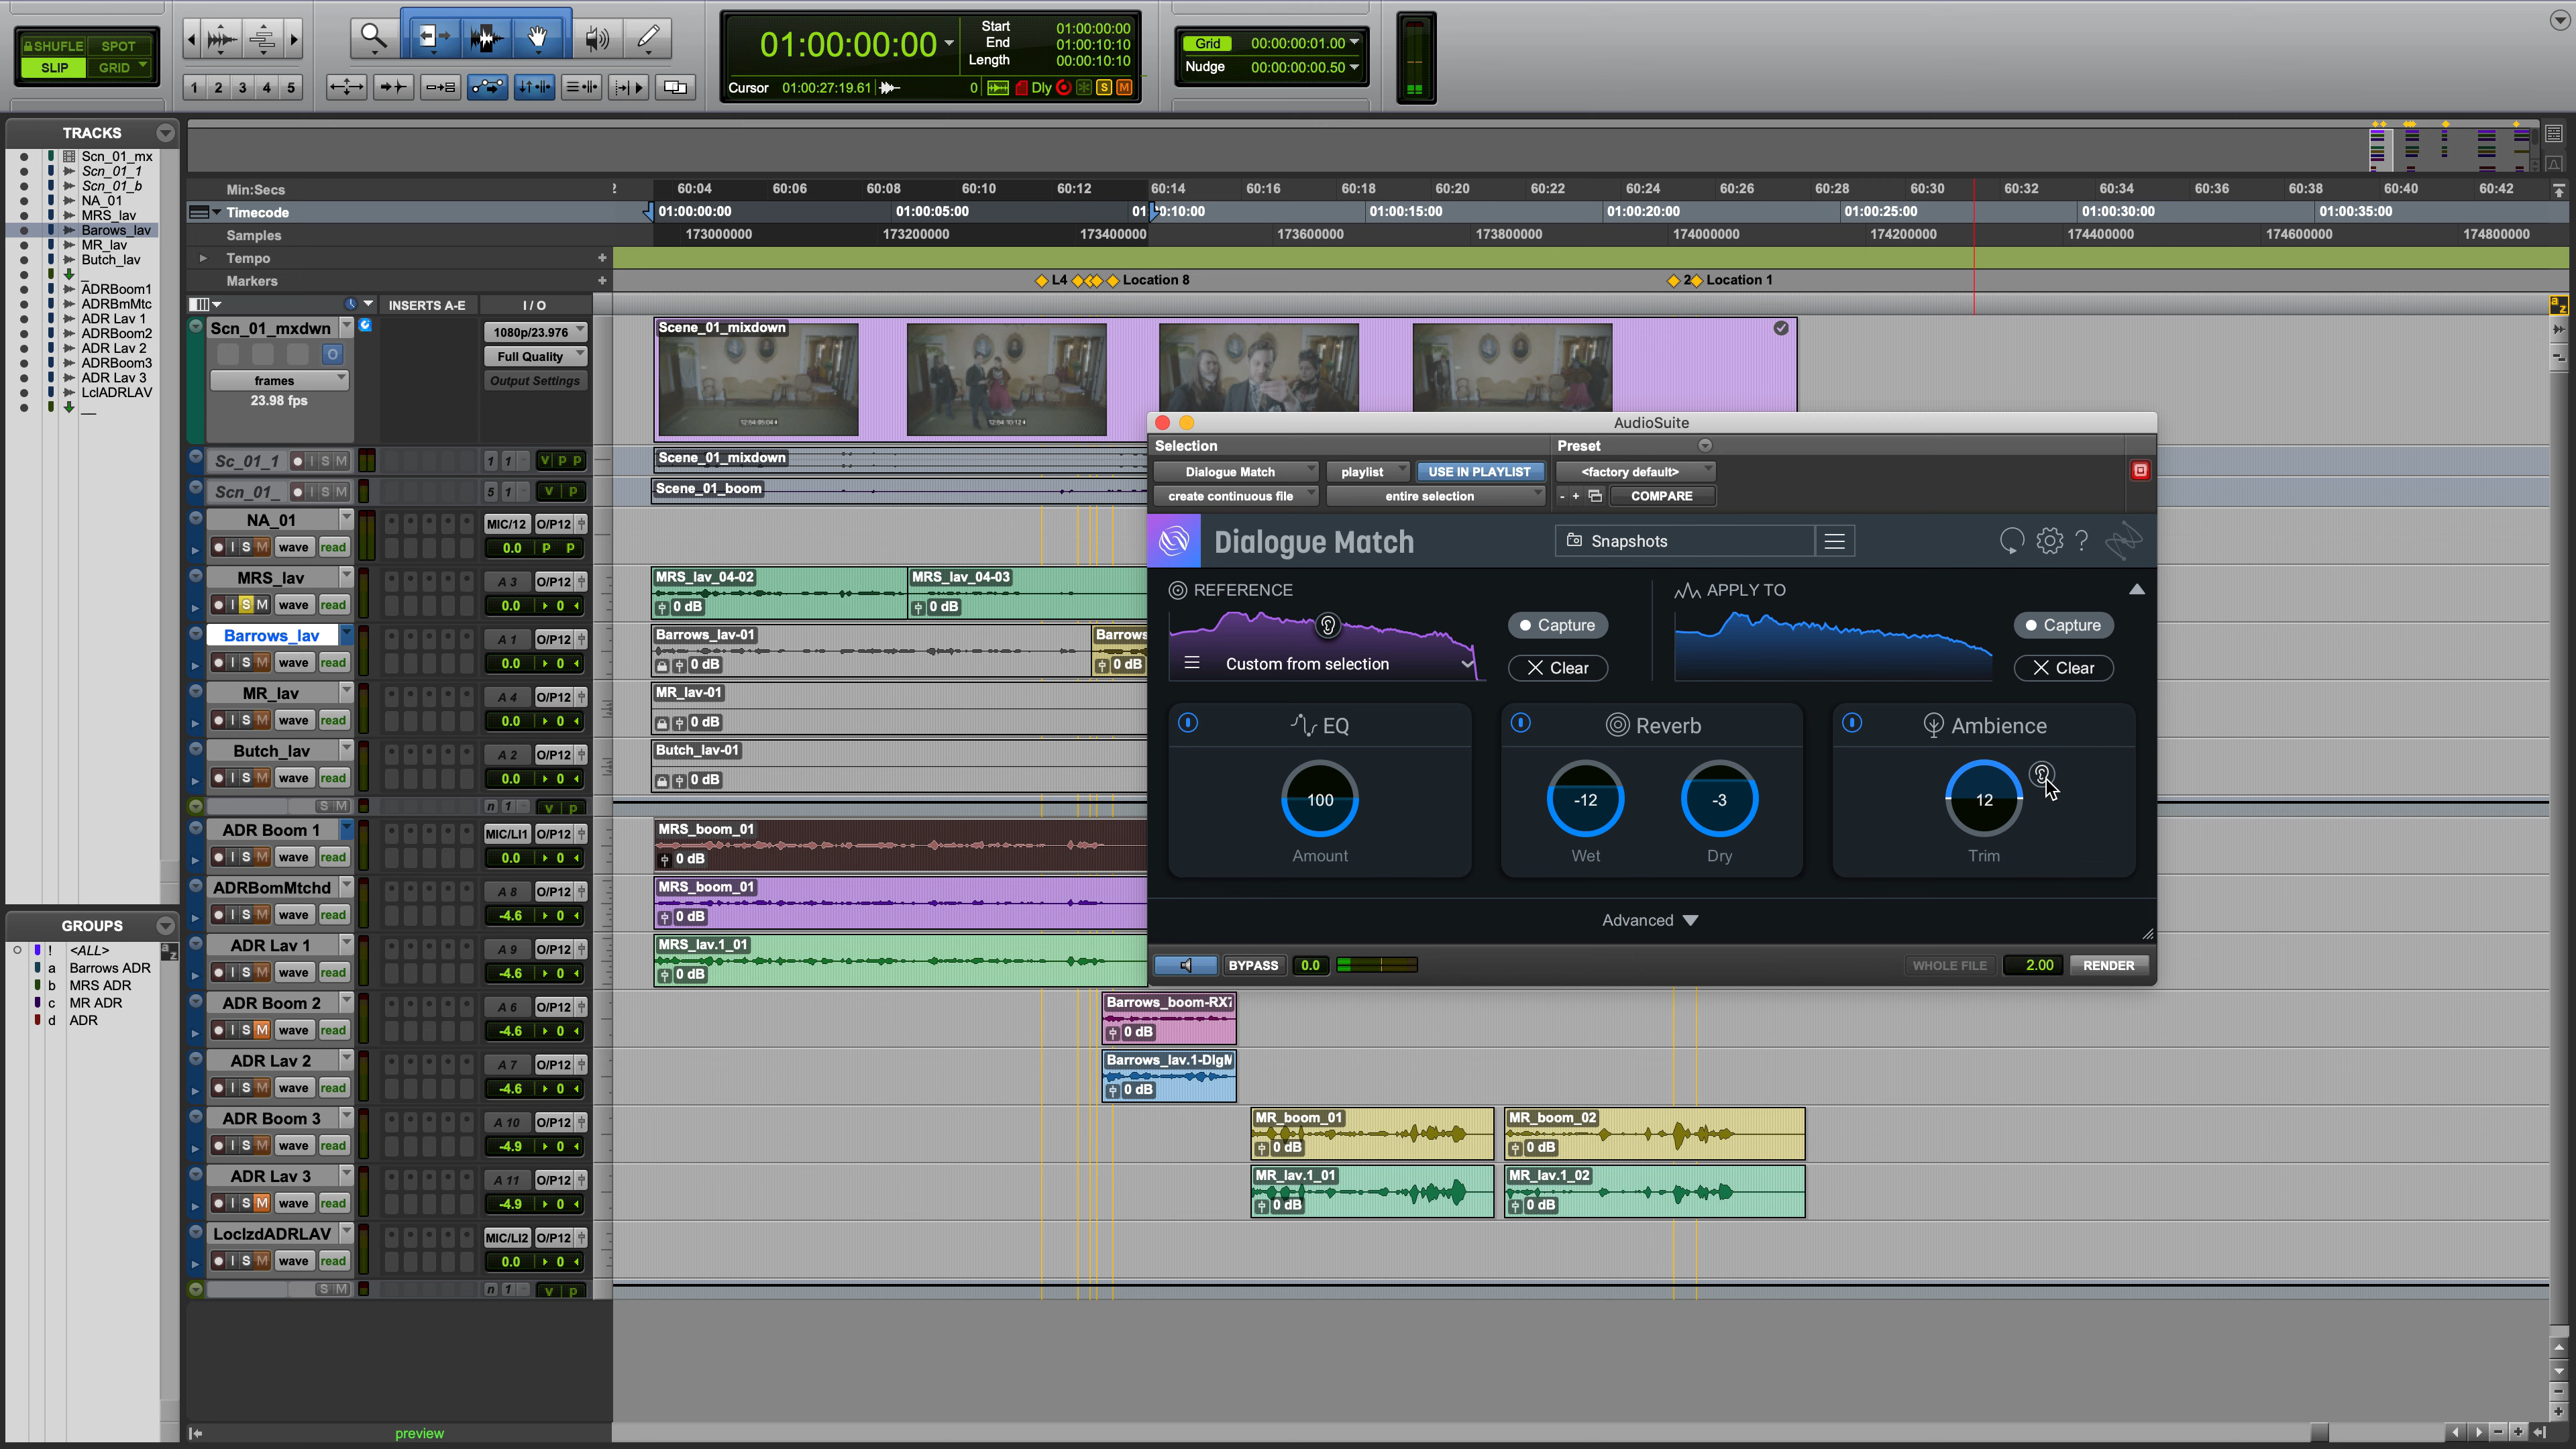 SHUFLE SPOT
SLIP GRID
1 2 3 4 5
01:00:00:00
Start 01:00:00:00
End 01:00:10:10
Length 00:00:10:10
Cursor 01:00:27:19.61 0 Dly S M
Grid 00:00:00:01.00
Nudge 00:00:00:00.50
TRACKS
Scn_01_mx
Scn_01_1
Scn_01_b
NA_01
MRS_lav
Barows_lav
MR_lav
Butch_lav
_
ADRBoom1
ADRBmMtc
ADR Lav 1
ADRBoom2
ADR Lav 2
ADRBoom3
ADR Lav 3
LclADRLAV
__
GROUPS
! <ALL>
a Barrows ADR
b MRS ADR
c MR ADR
d ADR
a z
Min:Secs 2 60:04 60:06 60:08 60:10 60:12 60:14 60:16 60:18 60:20 60:22 60:24 60:26 60:28 60:30 60:32 60:34 60:36 60:38 60:40 60:42
Timecode 01:00:00:00 01:00:05:00 01:00:10:00 01:00:15:00 01:00:20:00 01:00:25:00 01:00:30:00 01:00:35:00
Samples 173000000 173200000 173400000 173600000 173800000 174000000 174200000 174400000 174600000 174800000
Tempo +
Markers + L4 Location 8 2 Location 1
INSERTS A-E I / O
Scn_01_mxdwn
O
frames
23.98 fps
1080p/23.976
Full Quality
Output Settings
Scene_01_mixdown
Sc_01_1 I S M 1 1 V P P
Scene_01_mixdown
Scn_01_ I S M 5 1 V P
Scene_01_boom
NA_01 MIC/12 O/P12
I S M wave read 0.0 P P
MRS_lav A 3 O/P12
I S M wave read 0.0 0
MRS_lav_04-02 MRS_lav_04-03
0 dB 0 dB
Barrows_lav A 1 O/P12
I S M wave read 0.0 0
Barrows_lav-01 Barrows
0 dB 0 dB
MR_lav A 4 O/P12
I S M wave read 0.0 0
MR_lav-01
0 dB
Butch_lav A 2 O/P12
I S M wave read 0.0 0
Butch_lav-01
0 dB
S M n 1 V P
ADR Boom 1 MIC/LI1 O/P12
I S M wave read 0.0 0
MRS_boom_01
0 dB
ADRBomMtchd A 8 O/P12
I S M wave read -4.6 0
MRS_boom_01
0 dB
ADR Lav 1 A 9 O/P12
I S M wave read -4.6 0
MRS_lav.1_01
0 dB
ADR Boom 2 A 6 O/P12
I S M wave read -4.6 0
Barrows_boom-RX7
0 dB
ADR Lav 2 A 7 O/P12
I S M wave read -4.6 0
Barrows_lav.1-DlgM
0 dB
ADR Boom 3 A 10 O/P12
I S M wave read -4.9 0
MR_boom_01 MR_boom_02
0 dB 0 dB
ADR Lav 3 A 11 O/P12
I S M wave read -4.9 0
MR_lav.1_01 MR_lav.1_02
0 dB 0 dB
LoclzdADRLAV MIC/LI2 O/P12
I S M wave read 0.0 0
S M n 1 V P
preview
AudioSuite
Selection Preset
Dialogue Match playlist USE IN PLAYLIST <factory default>
create continuous file entire selection - + COMPARE
Dialogue Match Snapshots ?
REFERENCE APPLY TO
Capture Capture
Custom from selection Clear Clear
EQ Reverb Ambience
100 -12 -3 12
Amount Wet Dry Trim
Advanced
BYPASS 0.0 WHOLE FILE 2.00 RENDER
a z